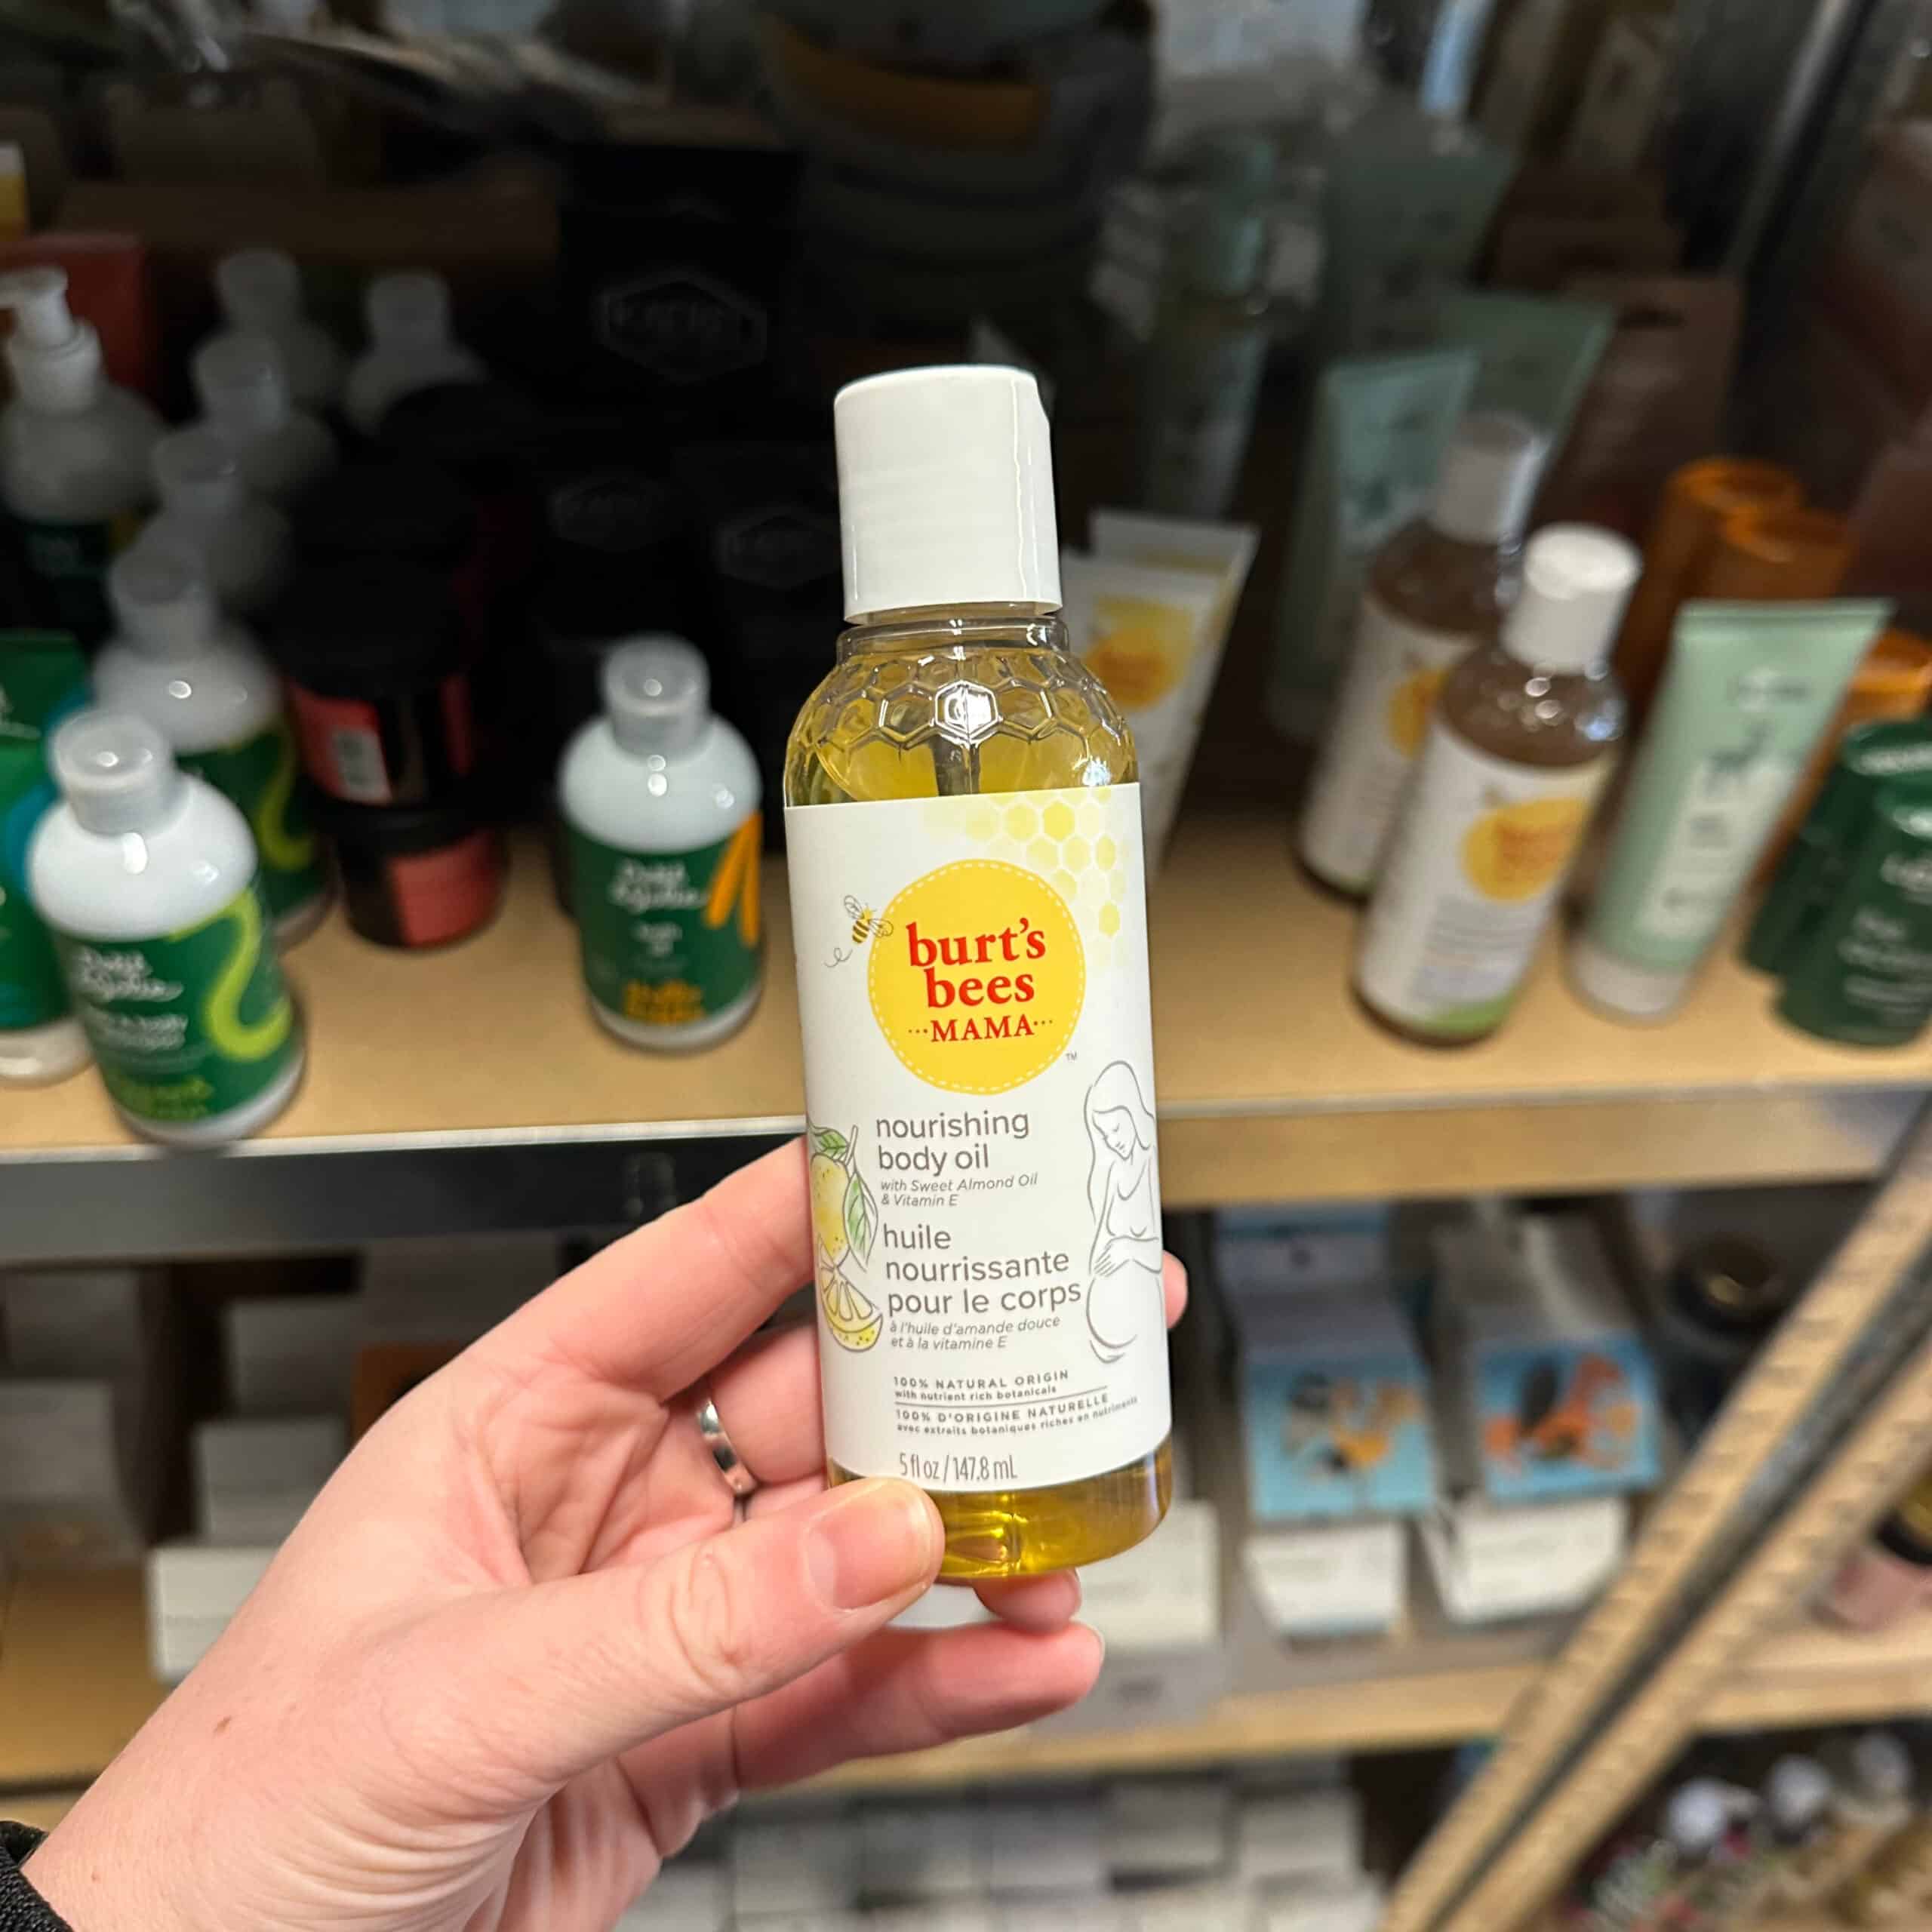 burt's
bees
MAMA
TM
nourishing
body oil
with Sweet Almond Oil
& Vitamin E
huile
nourrissante
pour le corps
à l'huile d'amande douce
et à la vitamine E
100% NATURAL ORIGIN
with nutrient rich botanicals
100% D'ORIGINE NATURELLE
avec extraits botaniques riches en nutriments
5 fl oz / 147.8 mL